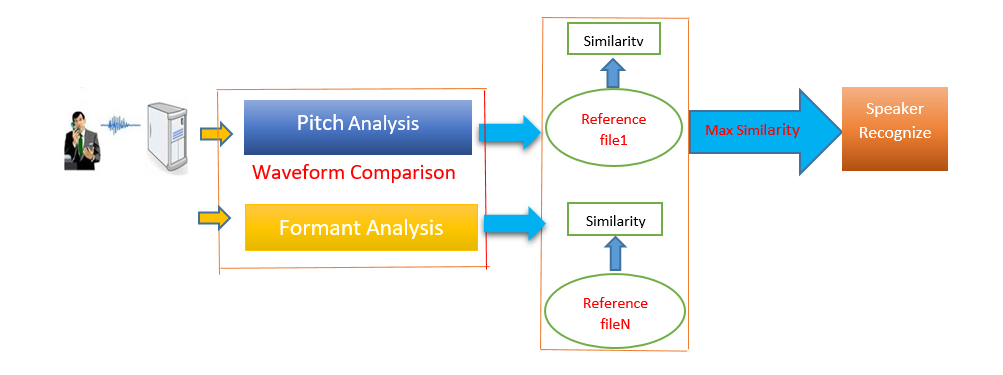 Similarity
Pitch Analysis
Reference
file1
Max Similarity
Speaker
Recognize
Waveform Comparison
Formant Analysis
Similarity
Reference
fileN